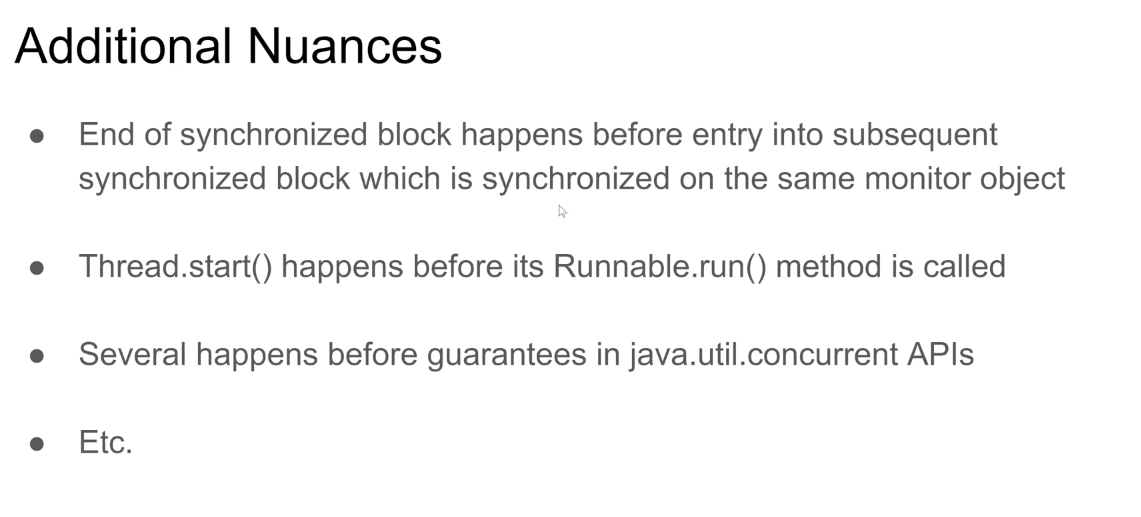 Additional Nuances
● End of synchronized block happens before entry into subsequent
synchronized block which is synchronized on the same monitor object
● Thread.start() happens before its Runnable.run() method is called
● Several happens before guarantees in java.util.concurrent APIs
● Etc.